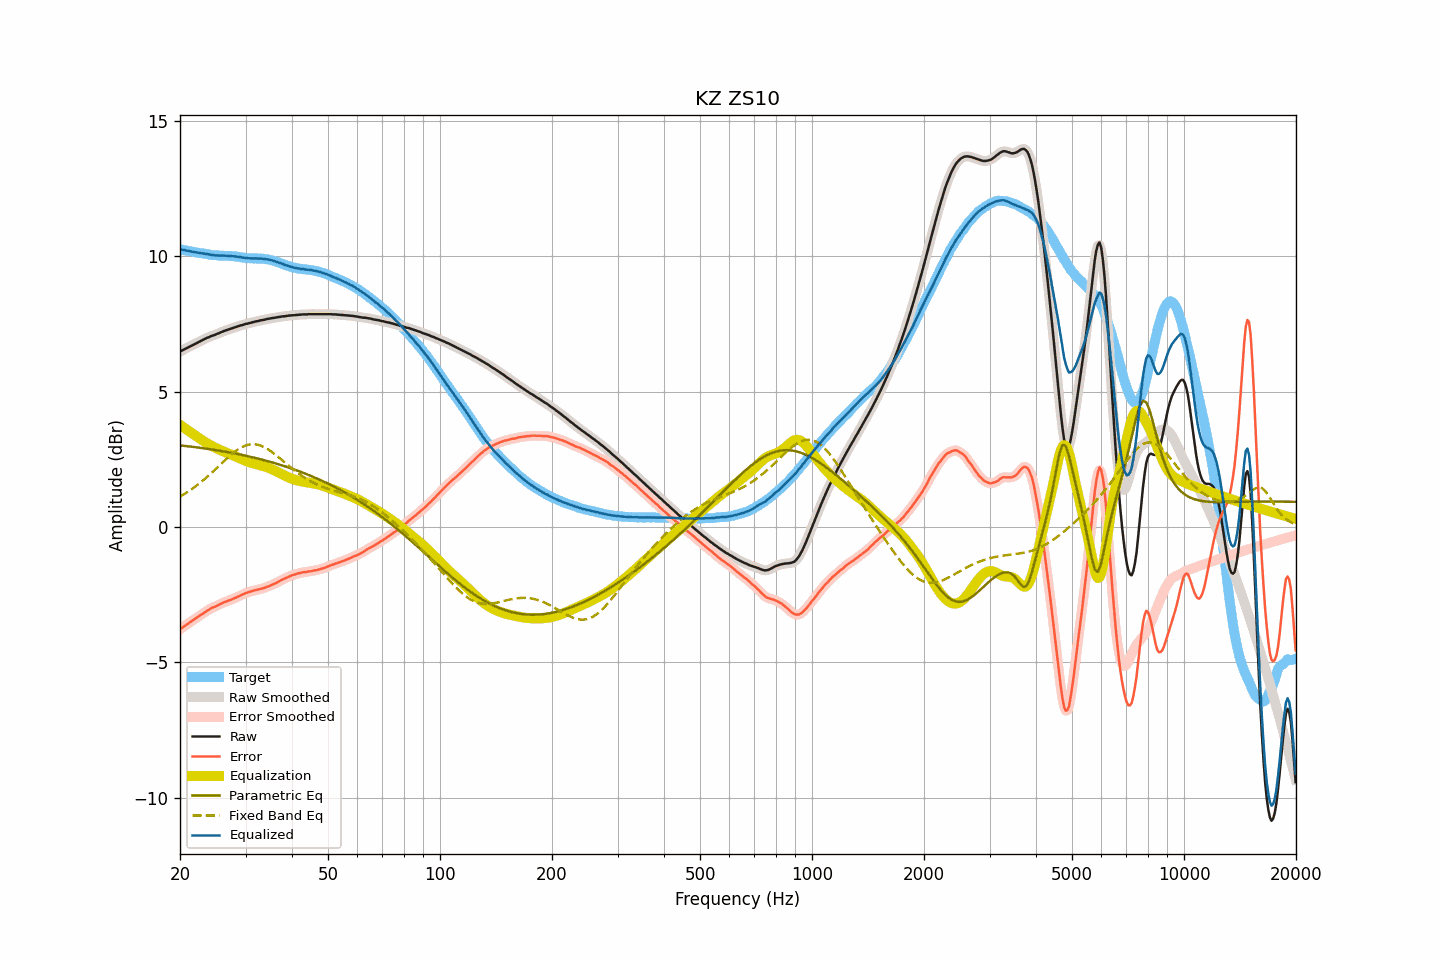 KZ ZS10
Amplitude (dBr)
15
10
5
0
−5
−10
Target
Raw Smoothed
Error Smoothed
Raw
Error
Equalization
Parametric Eq
Fixed Band Eq
Equalized
20 50 100 200 500 1000 2000 5000 10000 20000
Frequency (Hz)